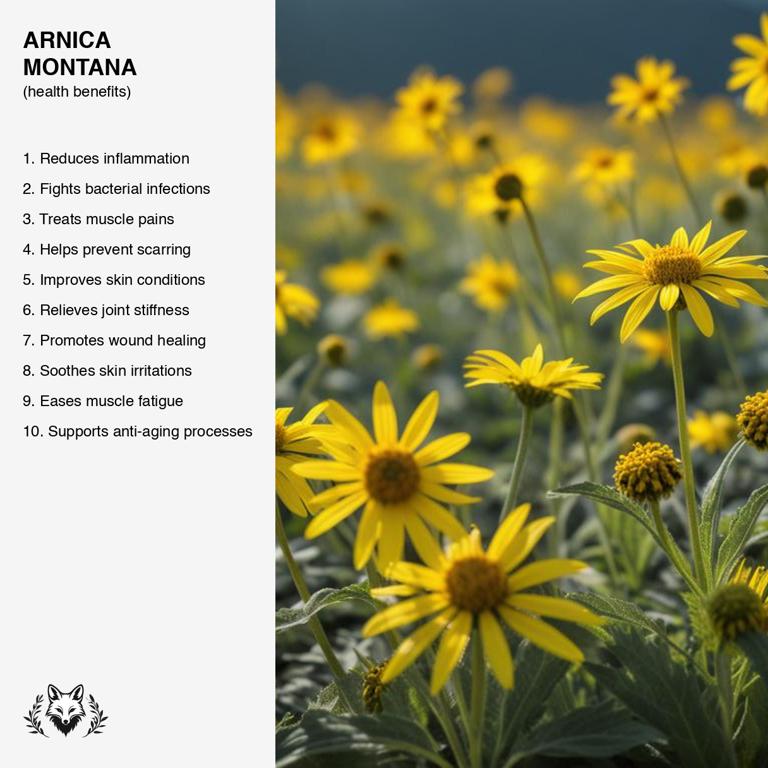 ARNICA
MONTANA
(health benefits)
1. Reduces inflammation
2. Fights bacterial infections
3. Treats muscle pains
4. Helps prevent scarring
5. Improves skin conditions
6. Relieves joint stiffness
7. Promotes wound healing
8. Soothes skin irritations
9. Eases muscle fatigue
10. Supports anti-aging processes